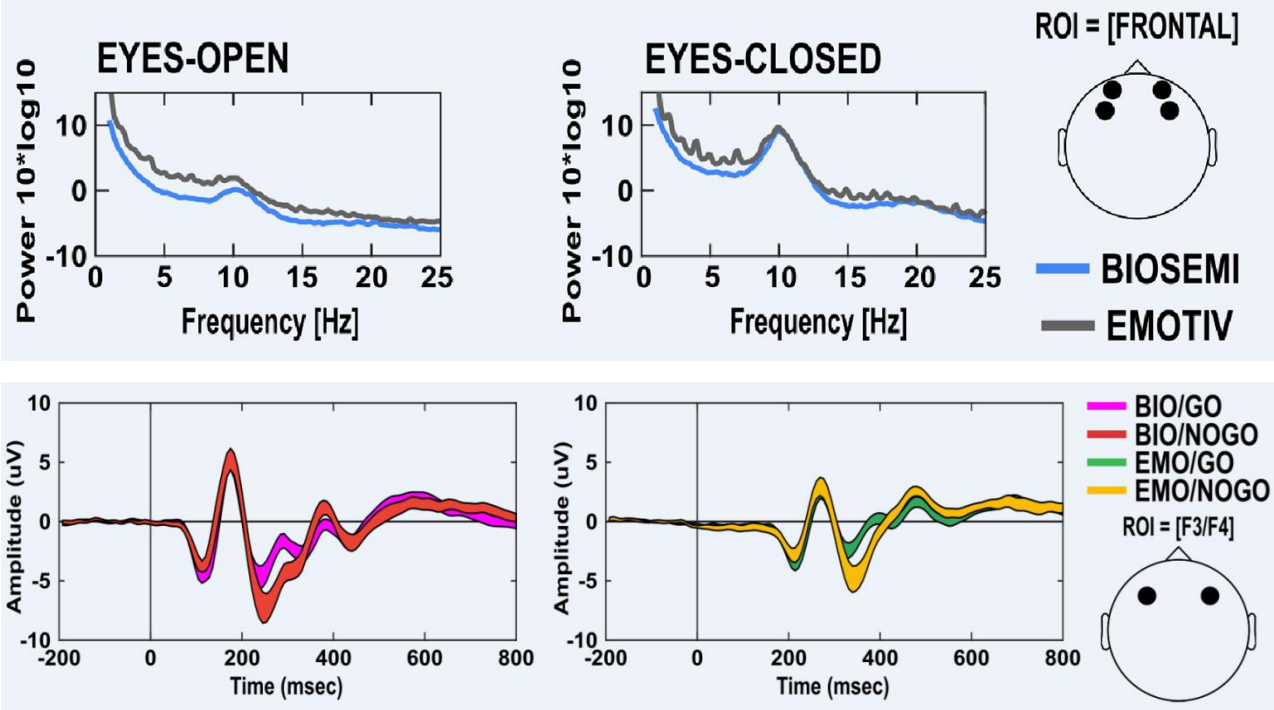 ROI = [FRONTAL]
EYES-OPEN
EYES-CLOSED
Power 10*log10
10
0
-10
0 5 10 15 20 25
Frequency [Hz]
Power 10*log10
10
0
-10
0 5 10 15 20 25
Frequency [Hz]
BIOSEMI
EMOTIV
Amplitude (uV)
10
5
0
-5
-10
-200 0 200 400 600 800
Time (msec)
Amplitude (uV)
10
5
0
-5
-10
-200 0 200 400 600 800
Time (msec)
BIO/GO
BIO/NOGO
EMO/GO
EMO/NOGO
ROI = [F3/F4]